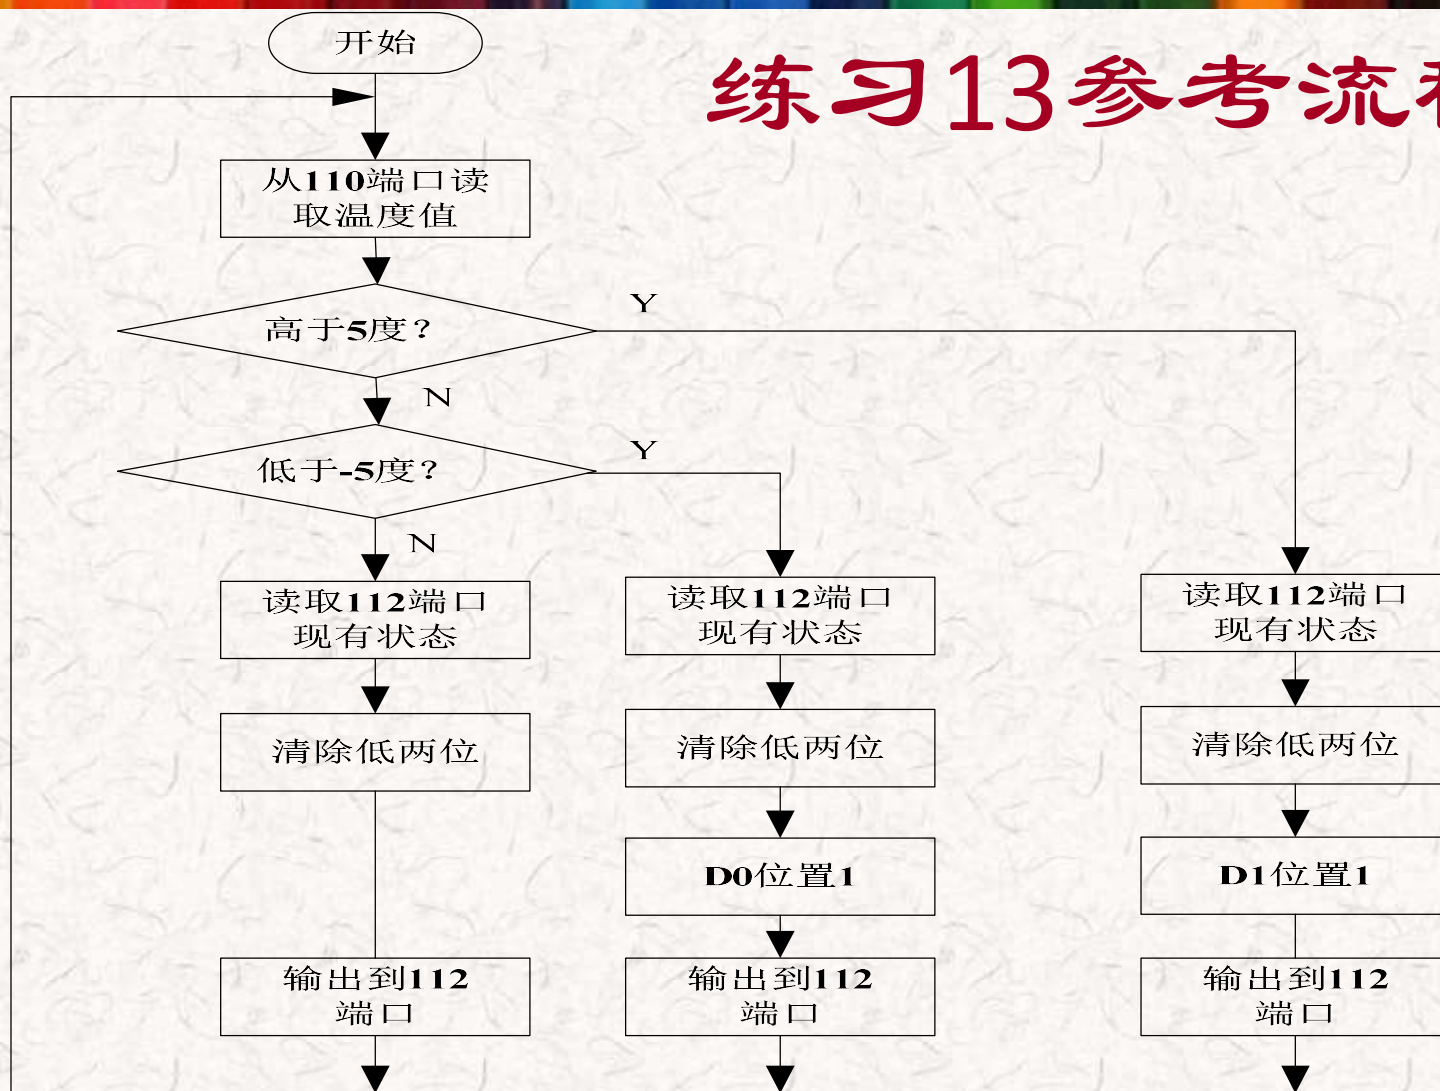 开始
练习13参考流
从110端口读
取温度值
高于5度?
Y
N
低于-5度?
Y
N
读取112端口
现有状态
清除低两位
输出到112
端口
读取112端口
现有状态
清除低两位
D0位置1
输出到112
端口
读取112端口
现有状态
清除低两位
D1位置1
输出到112
端口